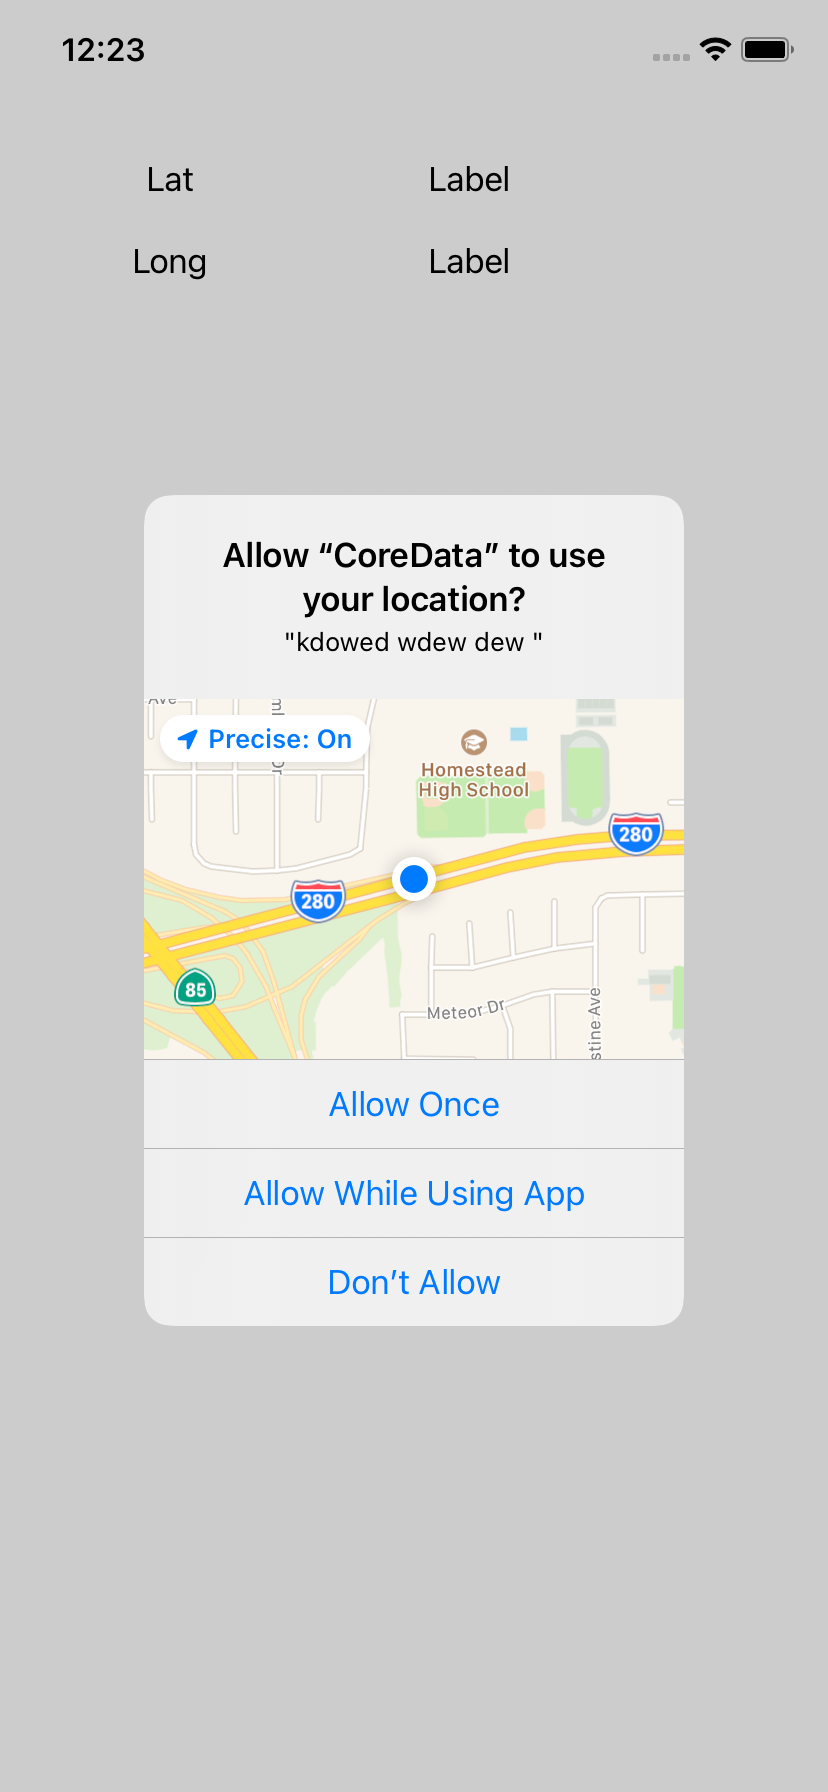 12:23
Lat Label
Long Label
Allow “CoreData” to use
your location?
"kdowed wdew dew "
Ave
Precise: On
Dr
Homestead
High School
280
280
85
Meteor Dr
stine Ave
Allow Once
Allow While Using App
Don’t Allow